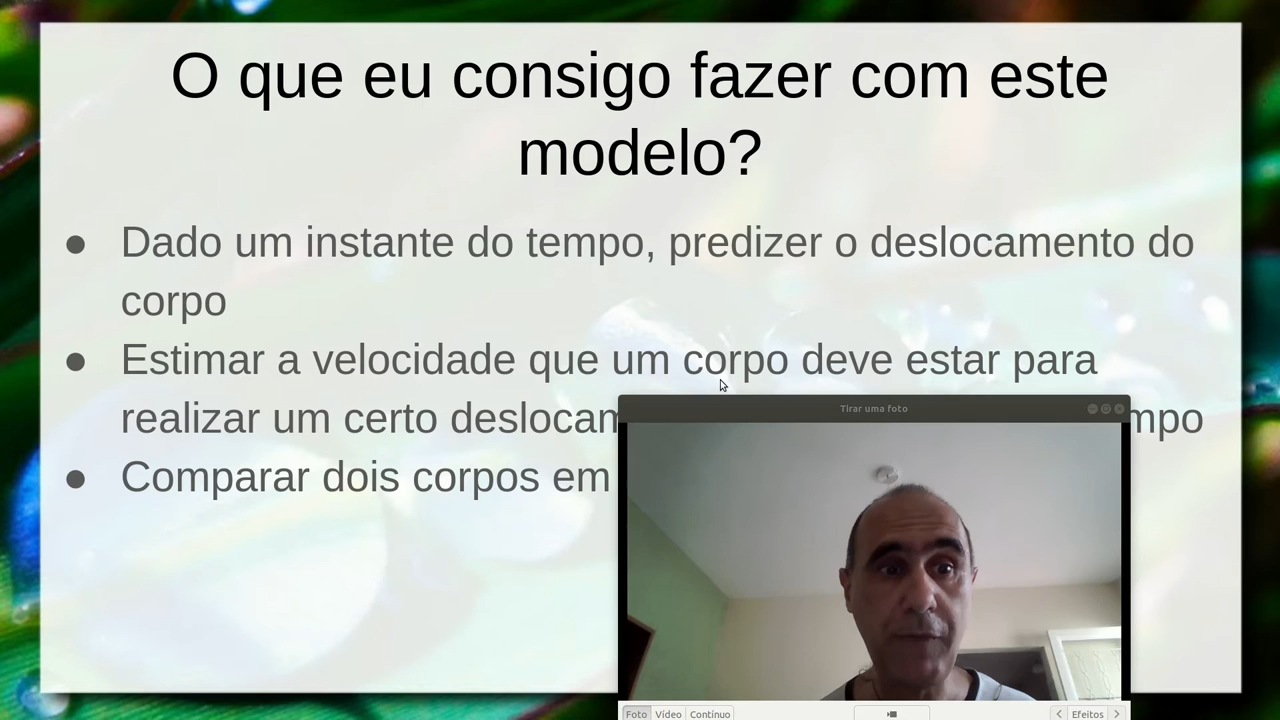 O que eu consigo fazer com este
modelo?
● Dado um instante do tempo, predizer o deslocamento do
corpo
● Estimar a velocidade que um corpo deve estar para
realizar um certo
● Comparar dois corpos em
Tirar uma foto
Foto Vídeo Contínuo Efeitos